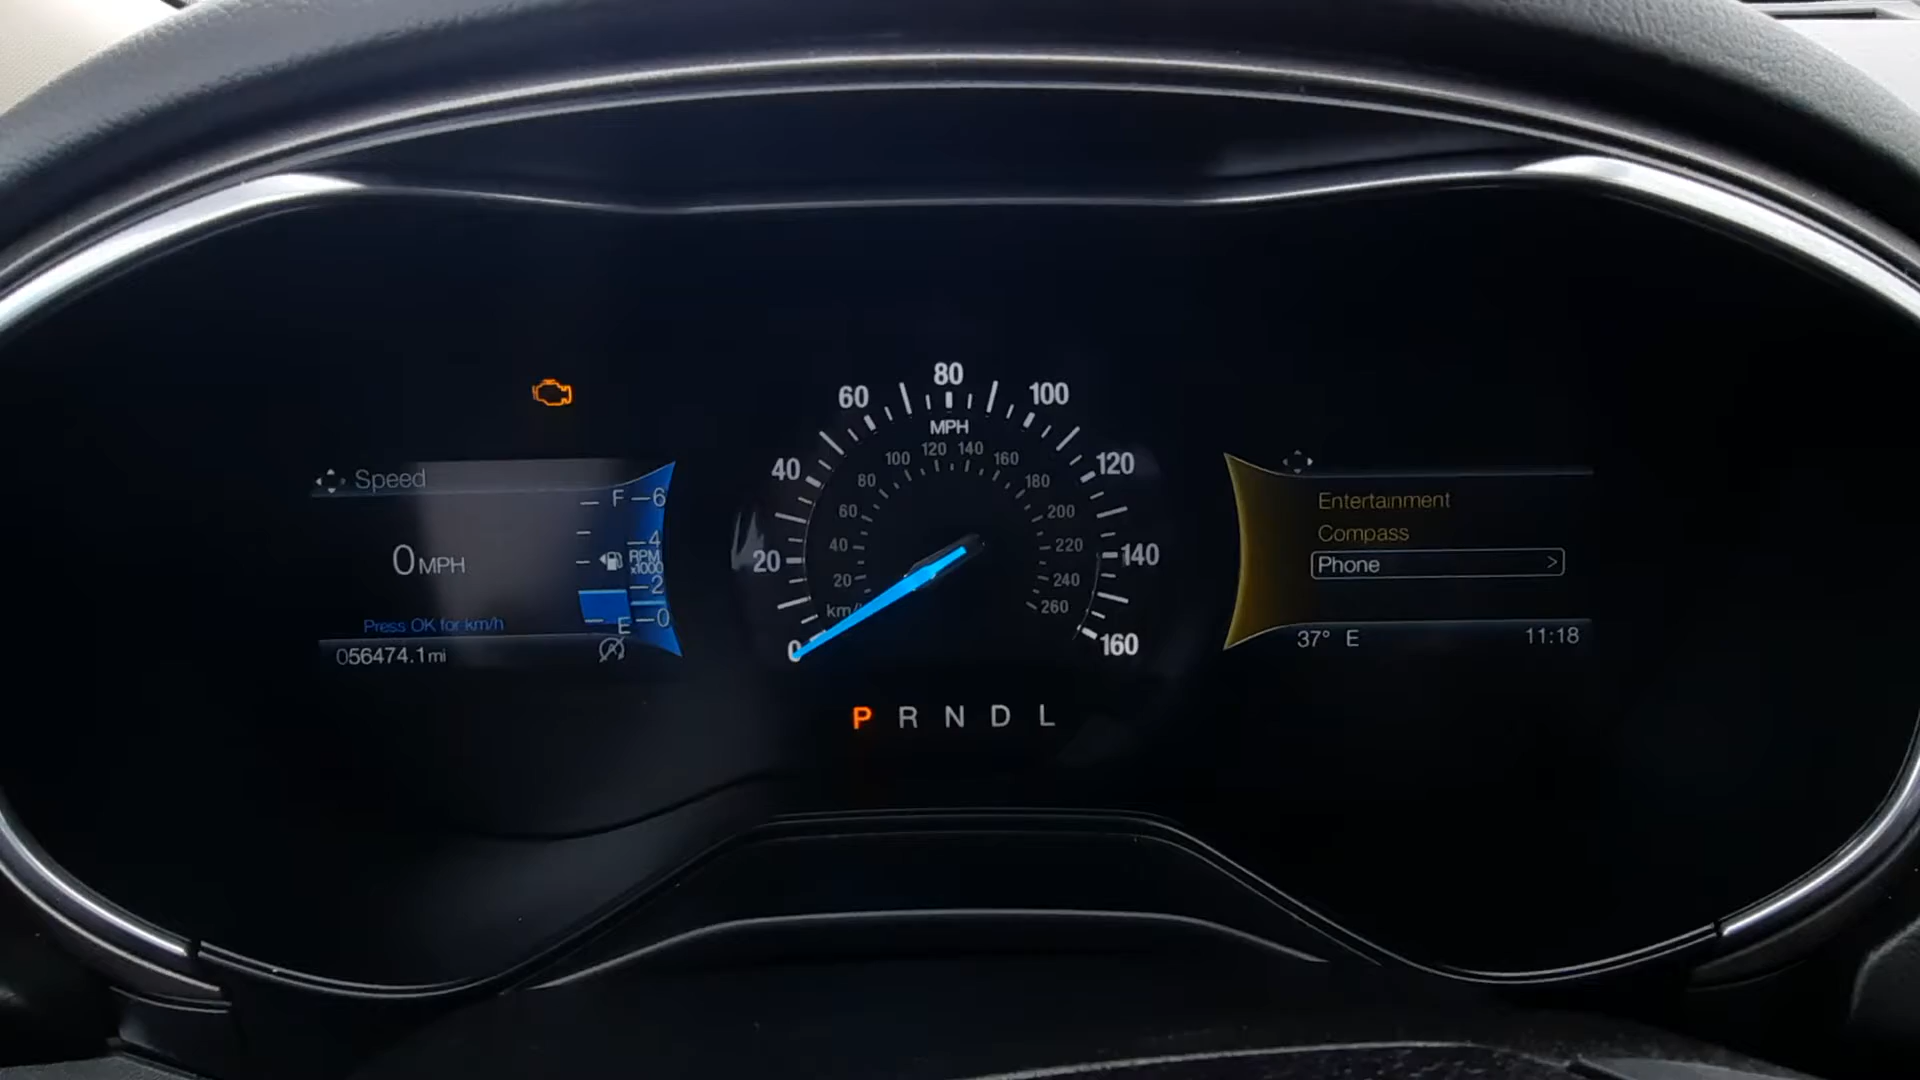 Speed
F 6
4
RPM
x1000
2
0
E
0 MPH
Press OK for km/h
056474.1 mi
0
20
40
60
80
100
120
140
160
MPH
20
40
60
80
100
120
140
160
180
200
220
240
260
P R N D L
Entertainment
Compass
Phone >
37° E 11:18